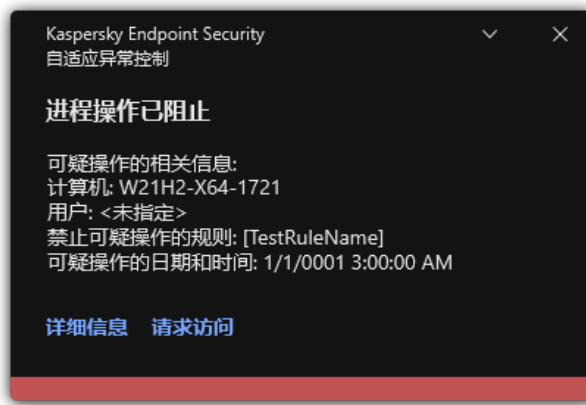 Kaspersky Endpoint Security
自适应异常控制
进程操作已阻止
可疑操作的相关信息:
计算机: W21H2-X64-1721
用户: <未指定>
禁止可疑操作的规则: [TestRuleName]
可疑操作的日期和时间: 1/1/0001 3:00:00 AM
详细信息 请求访问